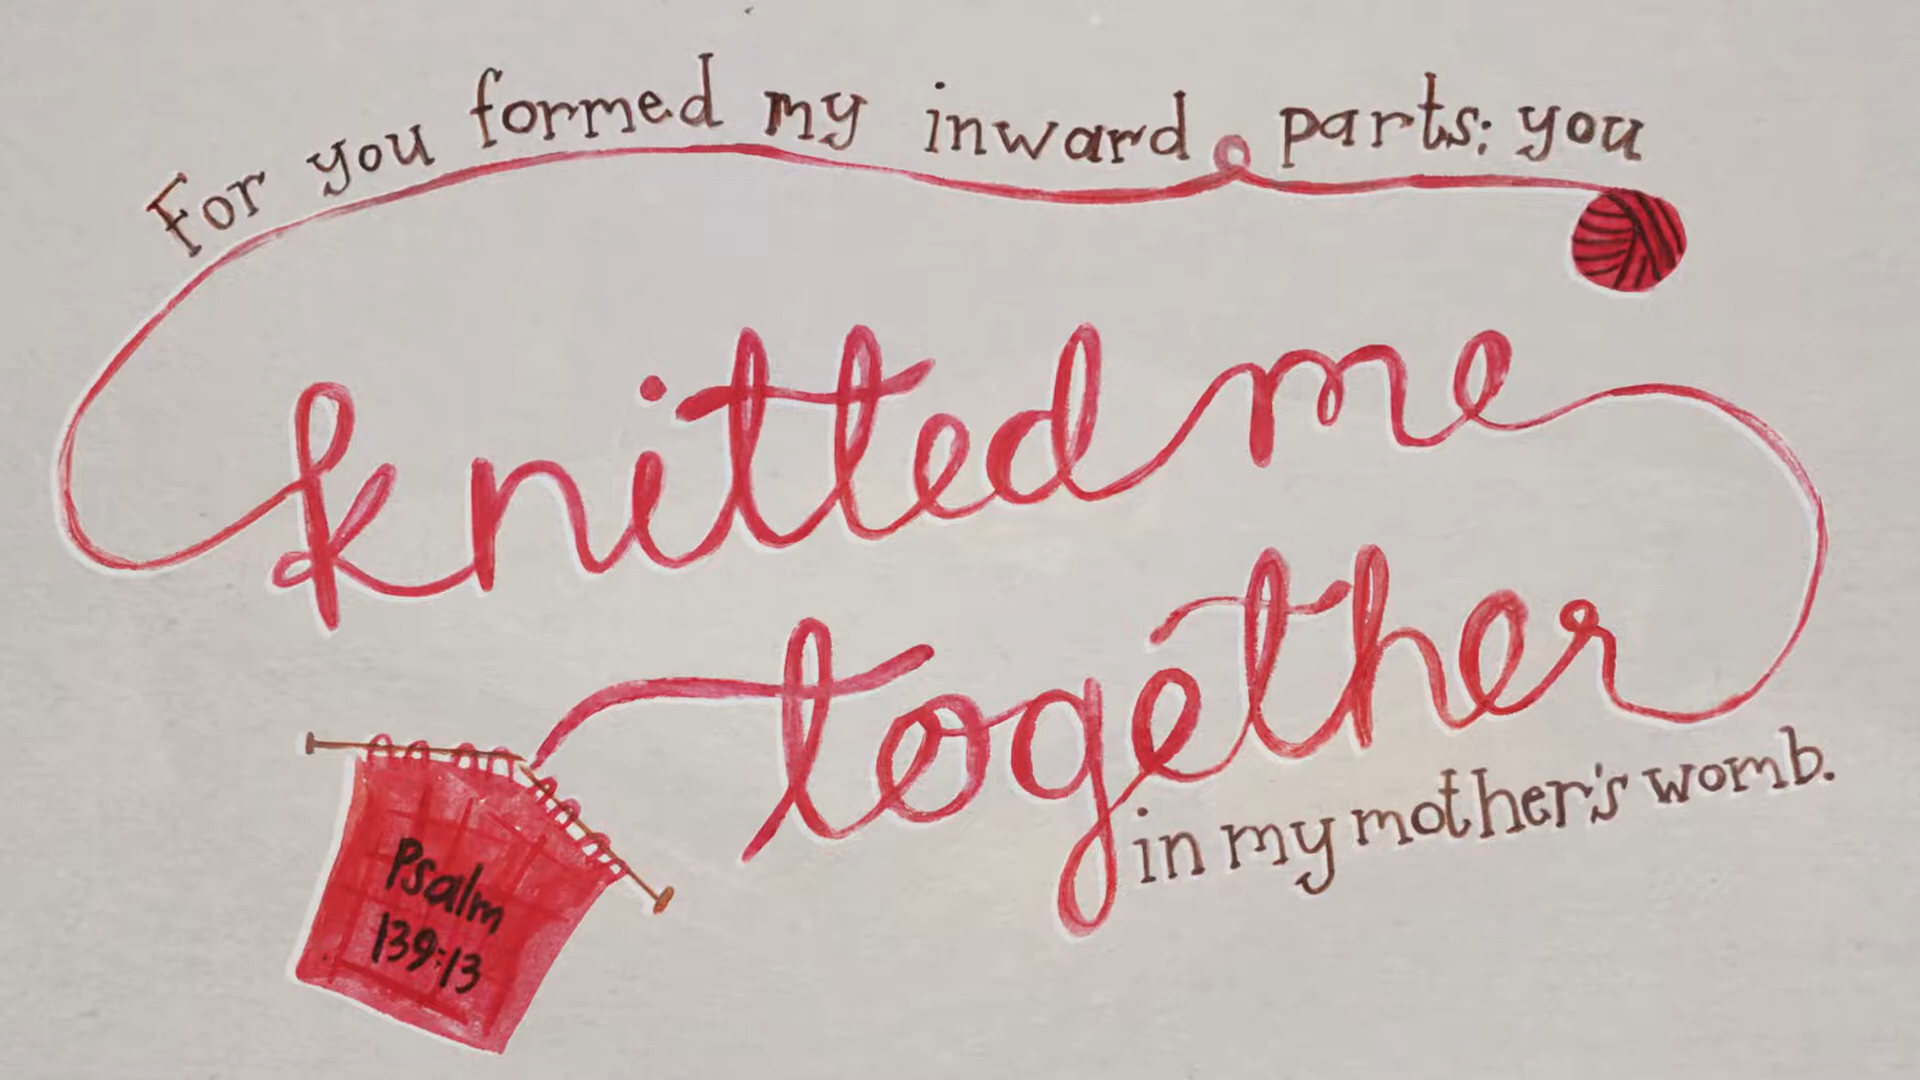 For you formed my inward parts; you
knitted me
together
in my mother's womb.
Psalm
139:13